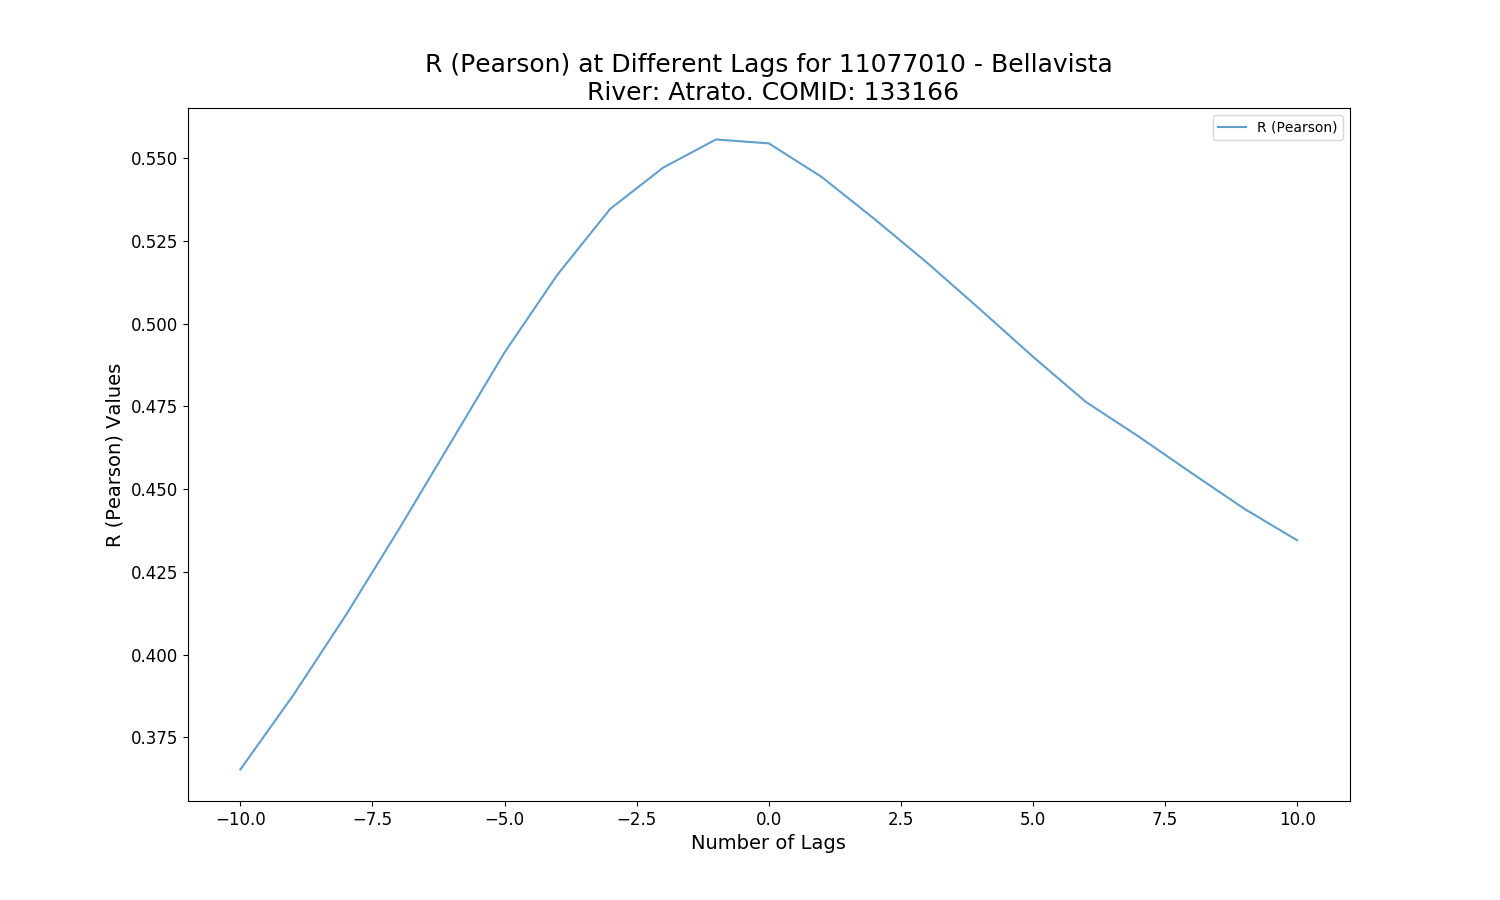 R (Pearson) at Different Lags for 11077010 - Bellavista
River: Atrato. COMID: 133166
R (Pearson)
R (Pearson) Values
0.550
0.525
0.500
0.475
0.450
0.425
0.400
0.375
−10.0 −7.5 −5.0 −2.5 0.0 2.5 5.0 7.5 10.0
Number of Lags